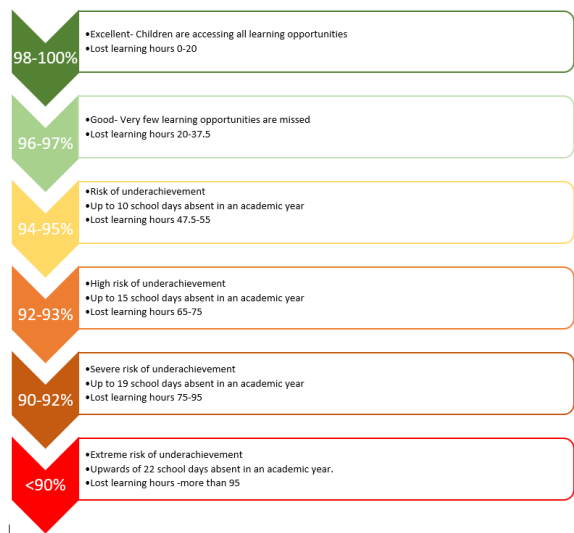 98-100%
•Excellent- Children are accessing all learning opportunities
•Lost learning hours 0-20
96-97%
•Good- Very few learning opportunities are missed
•Lost learning hours 20-37.5
94-95%
•Risk of underachievement
•Up to 10 school days absent in an academic year
•Lost learning hours 47.5-55
92-93%
•High risk of underachievement
•Up to 15 school days absent in an academic year
•Lost learning hours 65-75
90-92%
•Severe risk of underachievement
•Up to 19 school days absent in an academic year
•Lost learning hours 75-95
<90%
•Extreme risk of underachievement
•Upwards of 22 school days absent in an academic year.
•Lost learning hours -more than 95